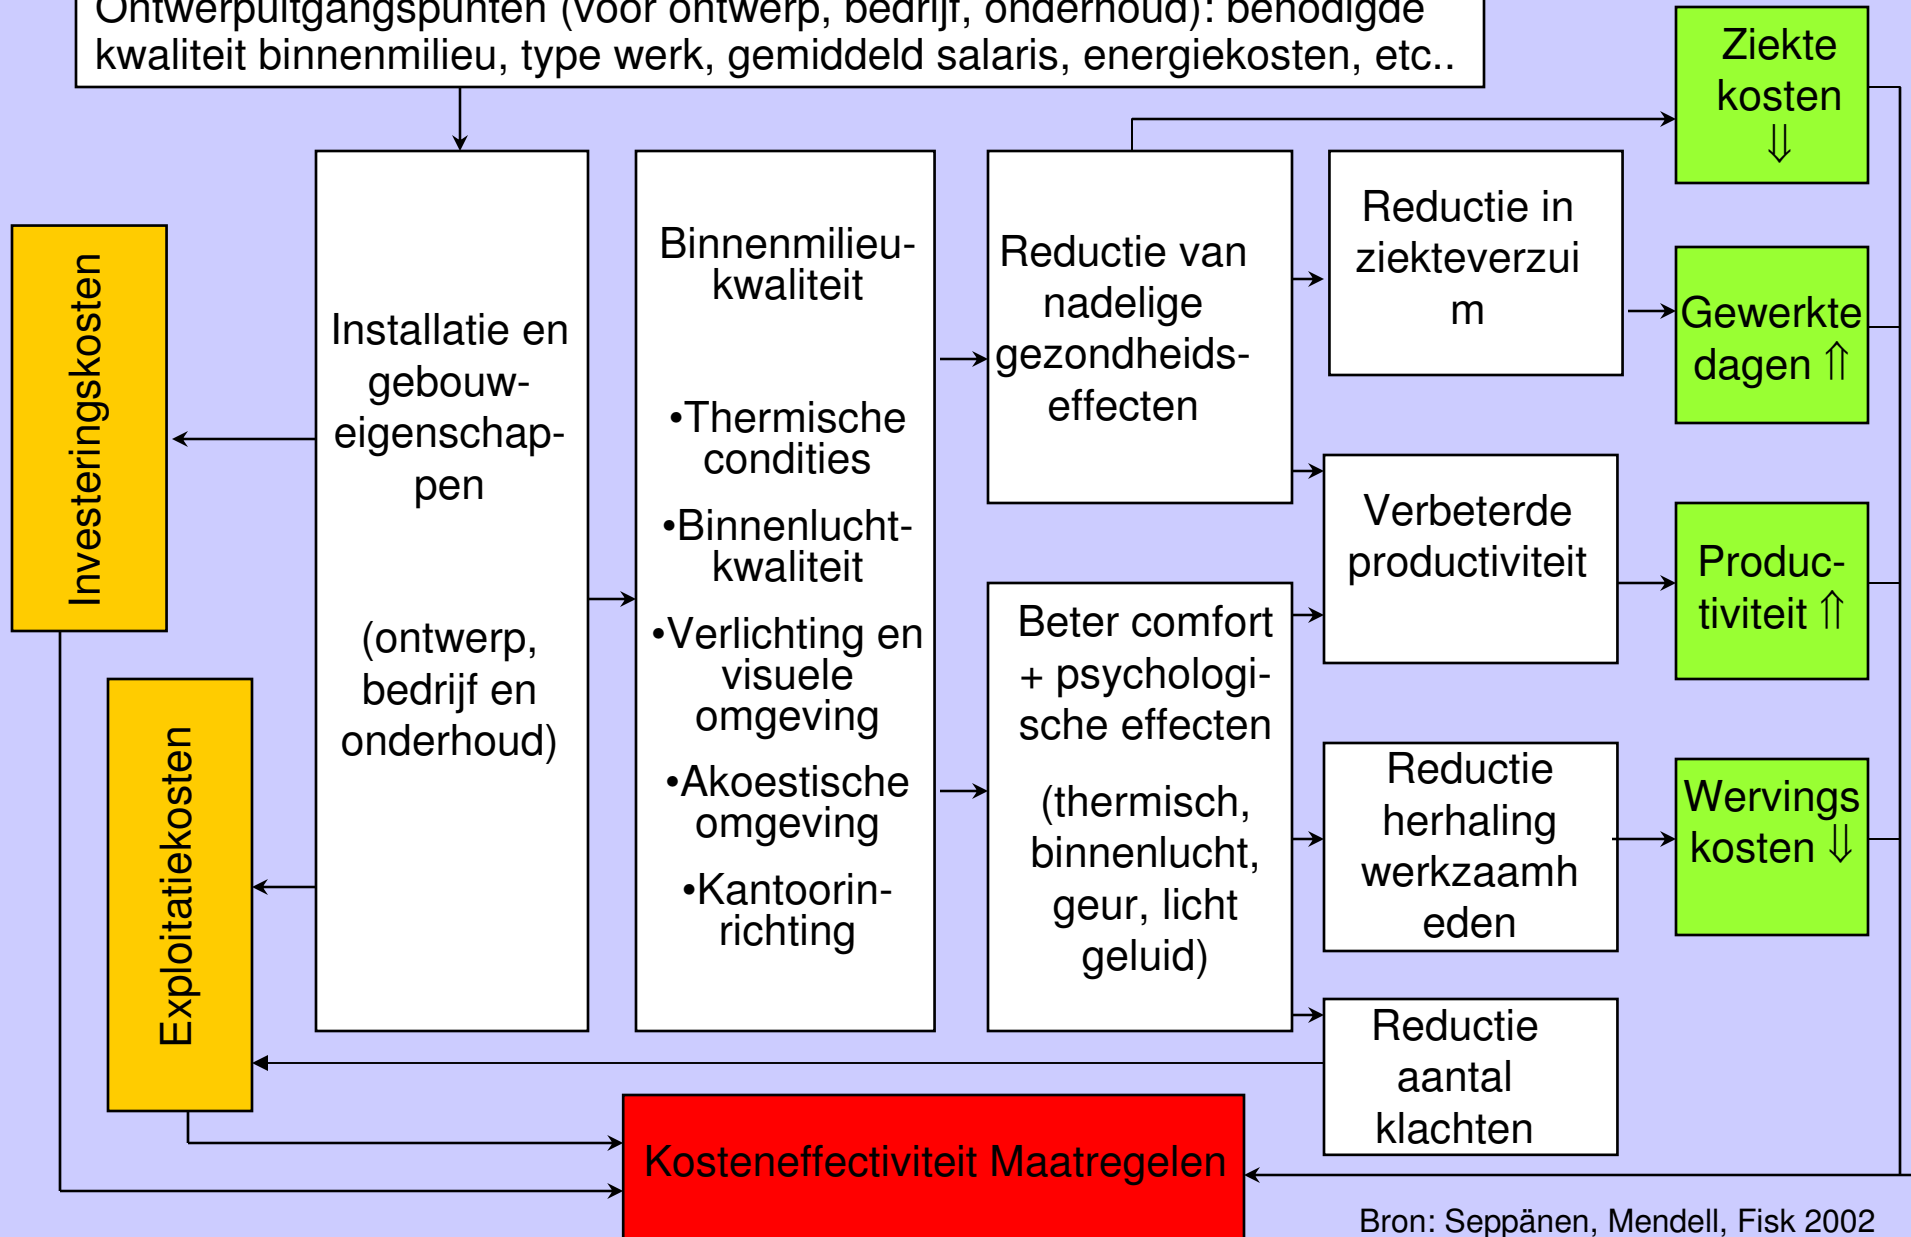 Ontwerpuitgangspunten (voor ontwerp, bedrijf, onderhoud): benodigde
kwaliteit binnenmilieu, type werk, gemiddeld salaris, energiekosten, etc..
Investeringskosten
Exploitatiekosten
Installatie en
gebouw-
eigenschap-
pen
(ontwerp,
bedrijf en
onderhoud)
Binnenmilieu-
kwaliteit
•Thermische
condities
•Binnenlucht-
kwaliteit
•Verlichting en
visuele
omgeving
•Akoestische
omgeving
•Kantoorin-
richting
Reductie van
nadelige
gezondheids-
effecten
Beter comfort
+ psychologi-
sche effecten
(thermisch,
binnenlucht,
geur, licht
geluid)
Reductie in
ziekteverzui
m
Verbeterde
productiviteit
Reductie
herhaling
werkzaamh
eden
Reductie
aantal
klachten
Ziekte
kosten
⇓
Gewerkte
dagen ⇑
Produc-
tiviteit ⇑
Wervings
kosten ⇓
Kosteneffectiviteit Maatregelen
Bron: Seppänen, Mendell, Fisk 2002